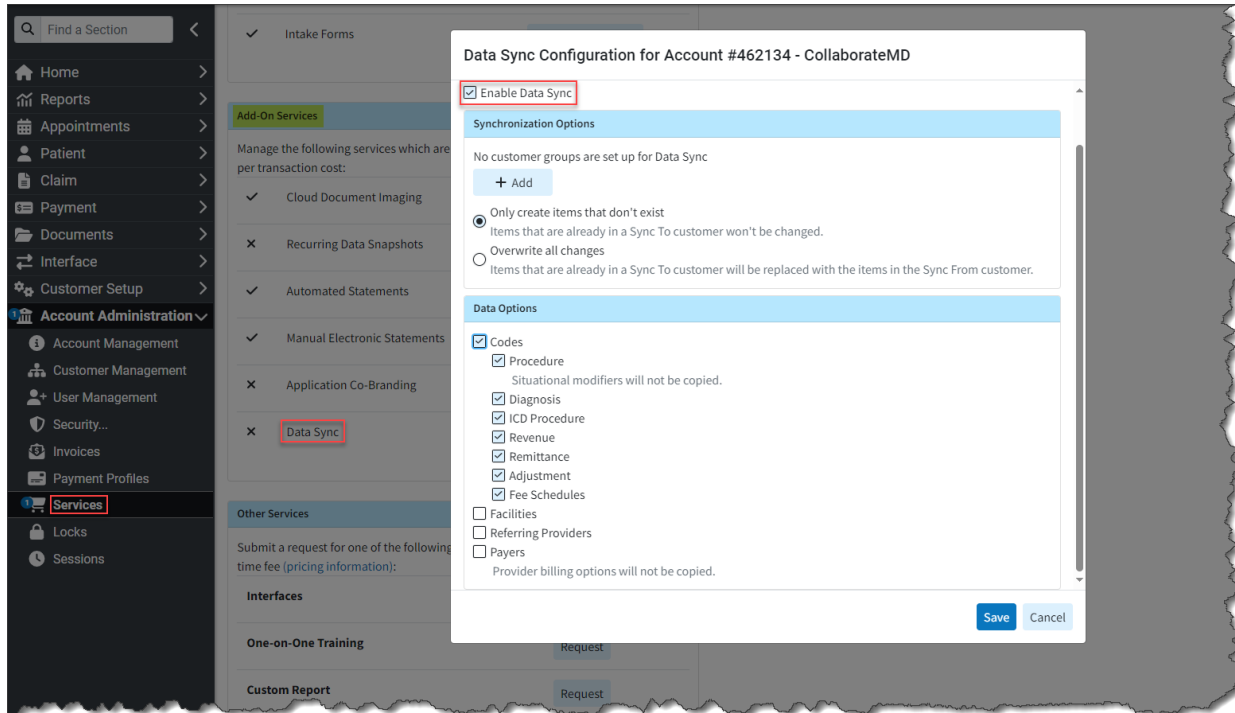 Find a Section
Home
Reports
Appointments
Patient
Claim
Payment
Documents
Interface
Customer Setup
1
Account Administration
Account Management
Customer Management
User Management
Security...
Invoices
Payment Profiles
1
Services
Locks
Sessions
Intake Forms
Add-On Services
Manage the following services which are
per transaction cost:
Cloud Document Imaging
Recurring Data Snapshots
Automated Statements
Manual Electronic Statements
Application Co-Branding
Data Sync
Other Services
Submit a request for one of the following
time fee (pricing information):
Interfaces
One-on-One Training
Request
Custom Report
Request
Data Sync Configuration for Account #462134 - CollaborateMD
Enable Data Sync
Synchronization Options
No customer groups are set up for Data Sync
+ Add
Only create items that don't exist
Items that are already in a Sync To customer won't be changed.
Overwrite all changes
Items that are already in a Sync To customer will be replaced with the items in the Sync From customer.
Data Options
Codes
Procedure
Situational modifiers will not be copied.
Diagnosis
ICD Procedure
Revenue
Remittance
Adjustment
Fee Schedules
Facilities
Referring Providers
Payers
Provider billing options will not be copied.
Save Cancel